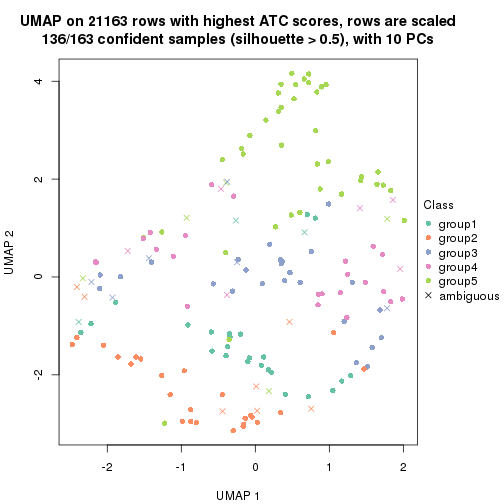 UMAP on 21163 rows with highest ATC scores, rows are scaled
136/163 confident samples (silhouette > 0.5), with 10 PCs
4
2
0
-2
UMAP 2
-2
-1
0
1
2
UMAP 1
Class
group1
group2
group3
group4
group5
ambiguous